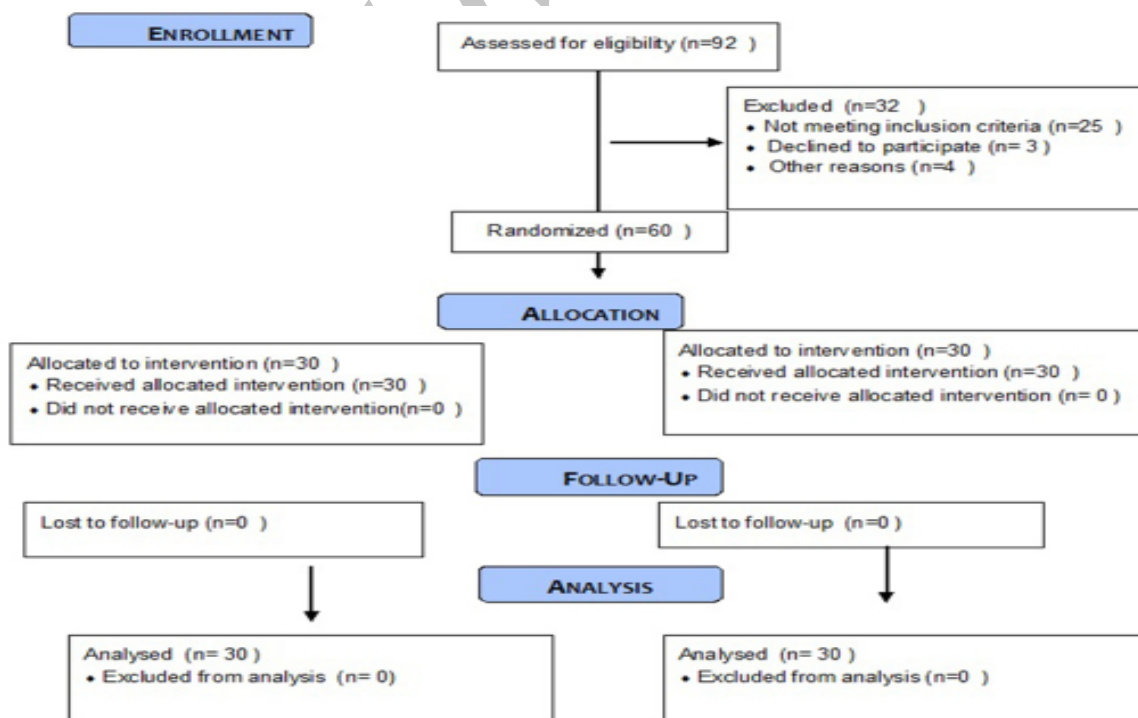 ENROLLMENT
Assessed for eligibility (n=92 )
Excluded (n=32 )
• Not meeting inclusion criteria (n=25 )
• Declined to participate (n= 3 )
• Other reasons (n=4 )
Randomized (n=60 )
ALLOCATION
Allocated to intervention (n=30 )
• Received allocated intervention (n=30 )
• Did not receive allocated intervention(n=0 )
Allocated to intervention (n=30 )
• Received allocated intervention (n=30 )
• Did not receive allocated intervention (n= 0 )
FOLLOW-UP
Lost to follow-up (n=0 )
Lost to follow-up (n=0 )
ANALYSIS
Analysed (n= 30 )
• Excluded from analysis (n= 0)
Analysed (n= 30 )
• Excluded from analysis (n=0 )